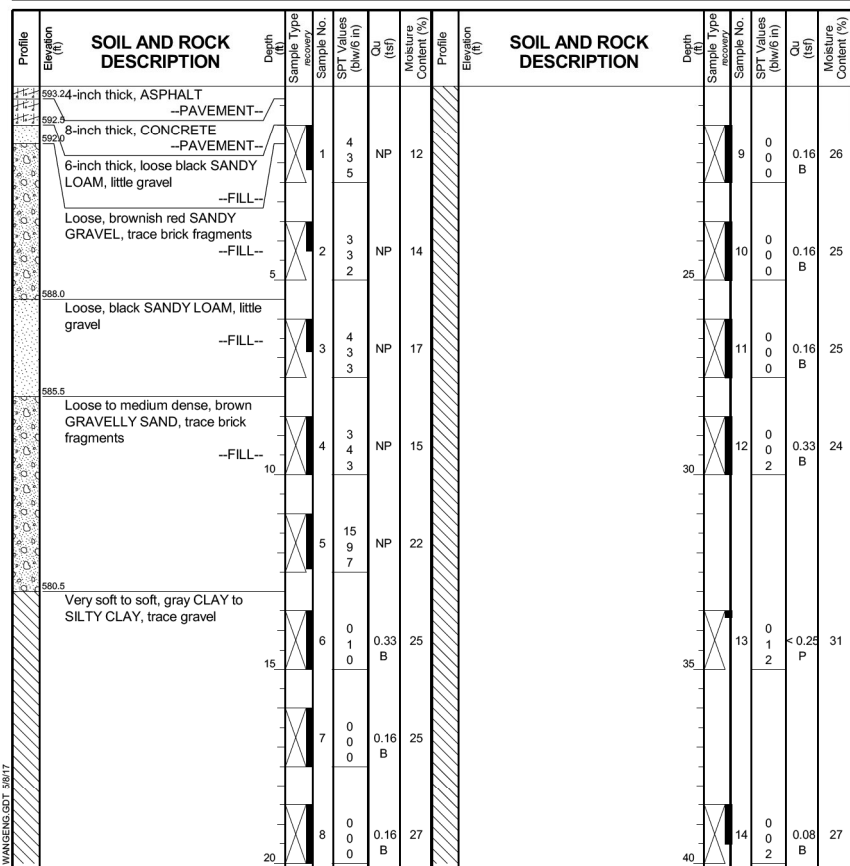 Profile
Elevation (ft)
SOIL AND ROCK DESCRIPTION
Depth (ft)
Sample Type
recovery
Sample No.
SPT Values (blw/6 in)
Qu (tsf)
Moisture Content (%)
Profile
Elevation (ft)
SOIL AND ROCK DESCRIPTION
Depth (ft)
Sample Type
recovery
Sample No.
SPT Values (blw/6 in)
Qu (tsf)
Moisture Content (%)
593.2 4-inch thick, ASPHALT
--PAVEMENT--
592.5
8-inch thick, CONCRETE
592.0
--PAVEMENT--
6-inch thick, loose black SANDY
LOAM, little gravel
--FILL--
1
4
3
5
NP
12
Loose, brownish red SANDY
GRAVEL, trace brick fragments
--FILL--
5
2
3
3
2
NP
14
588.0
Loose, black SANDY LOAM, little
gravel
--FILL--
3
4
3
3
NP
17
585.5
Loose to medium dense, brown
GRAVELLY SAND, trace brick
fragments
--FILL--
10
4
3
4
3
NP
15
5
15
9
7
NP
22
580.5
Very soft to soft, gray CLAY to
SILTY CLAY, trace gravel
15
6
0
1
0
0.33
B
25
7
0
0
0
0.16
B
25
20
8
0
0
0
0.16
B
27
9
0
0
0
0.16
B
26
25
10
0
0
0
0.16
B
25
11
0
0
0
0.16
B
25
30
12
0
0
2
0.33
B
24
35
13
0
1
2
< 0.25
P
31
40
14
0
0
2
0.08
B
27
WANGENG.GDT 5/8/17